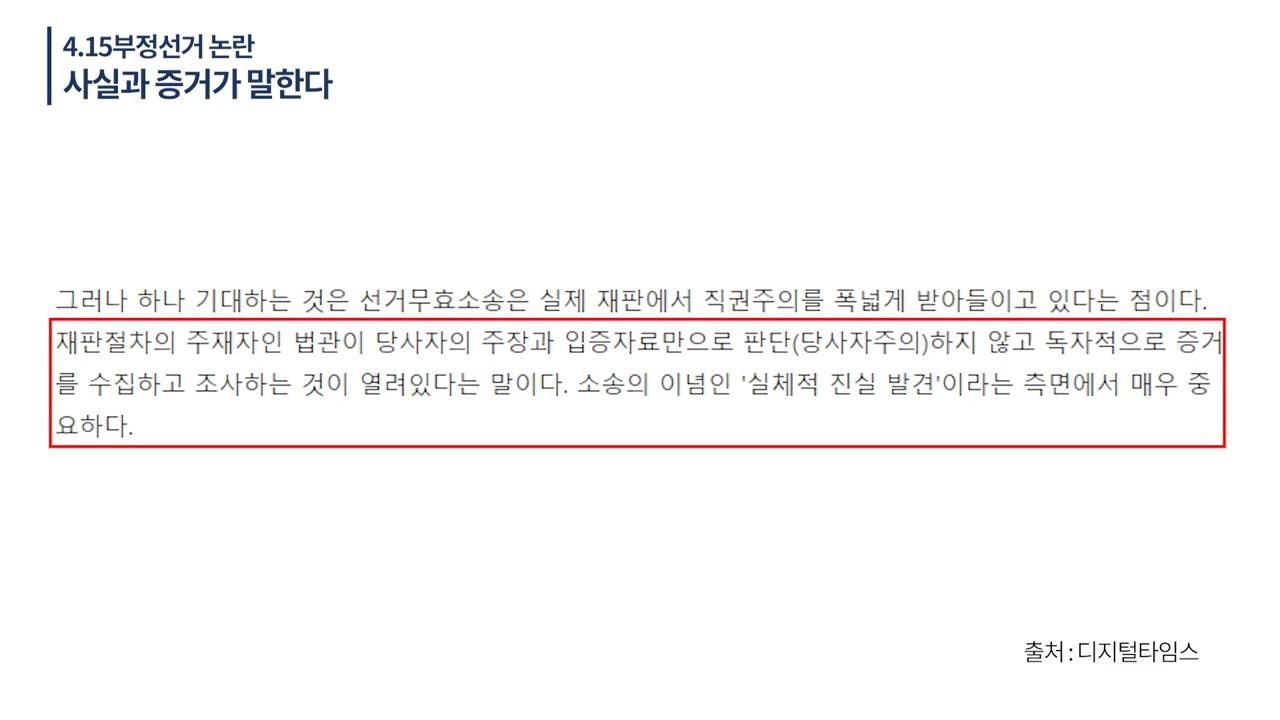 4.15부정선거 논란
사실과 증거가 말한다
그러나 하나 기대하는 것은 선거무효소송은 실제 재판에서 직권주의를 폭넓게 받아들이고 있다는 점이다.
재판절차의 주재자인 법관이 당사자의 주장과 입증자료만으로 판단(당사자주의)하지 않고 독자적으로 증거
를 수집하고 조사하는 것이 열려있다는 말이다. 소송의 이념인 '실체적 진실 발견'이라는 측면에서 매우 중
요하다.
출처 : 디지털타임스